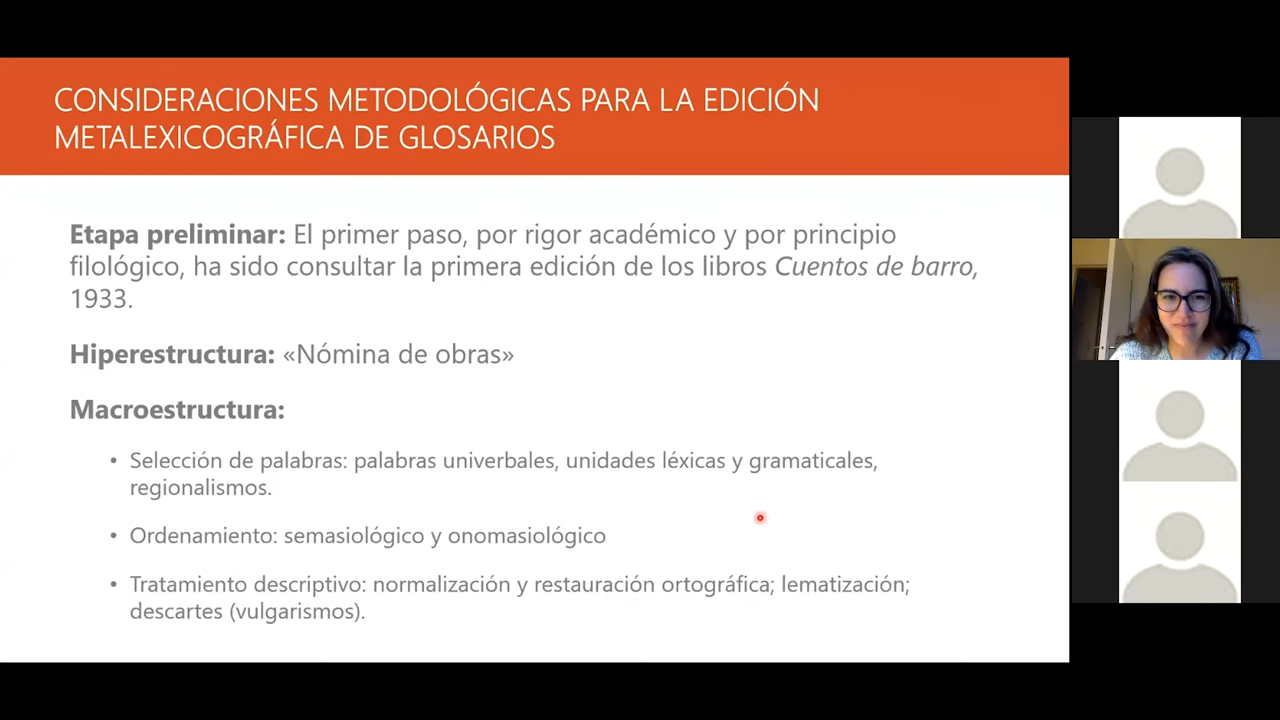 CONSIDERACIONES METODOLÓGICAS PARA LA EDICIÓN
METALEXICOGRÁFICA DE GLOSARIOS
Etapa preliminar: El primer paso, por rigor académico y por principio
filológico, ha sido consultar la primera edición de los libros Cuentos de barro,
1933.
Hiperestructura: «Nómina de obras»
Macroestructura:
• Selección de palabras: palabras univerbales, unidades léxicas y gramaticales,
regionalismos.
• Ordenamiento: semasiológico y onomasiológico
• Tratamiento descriptivo: normalización y restauración ortográfica; lematización;
descartes (vulgarismos).